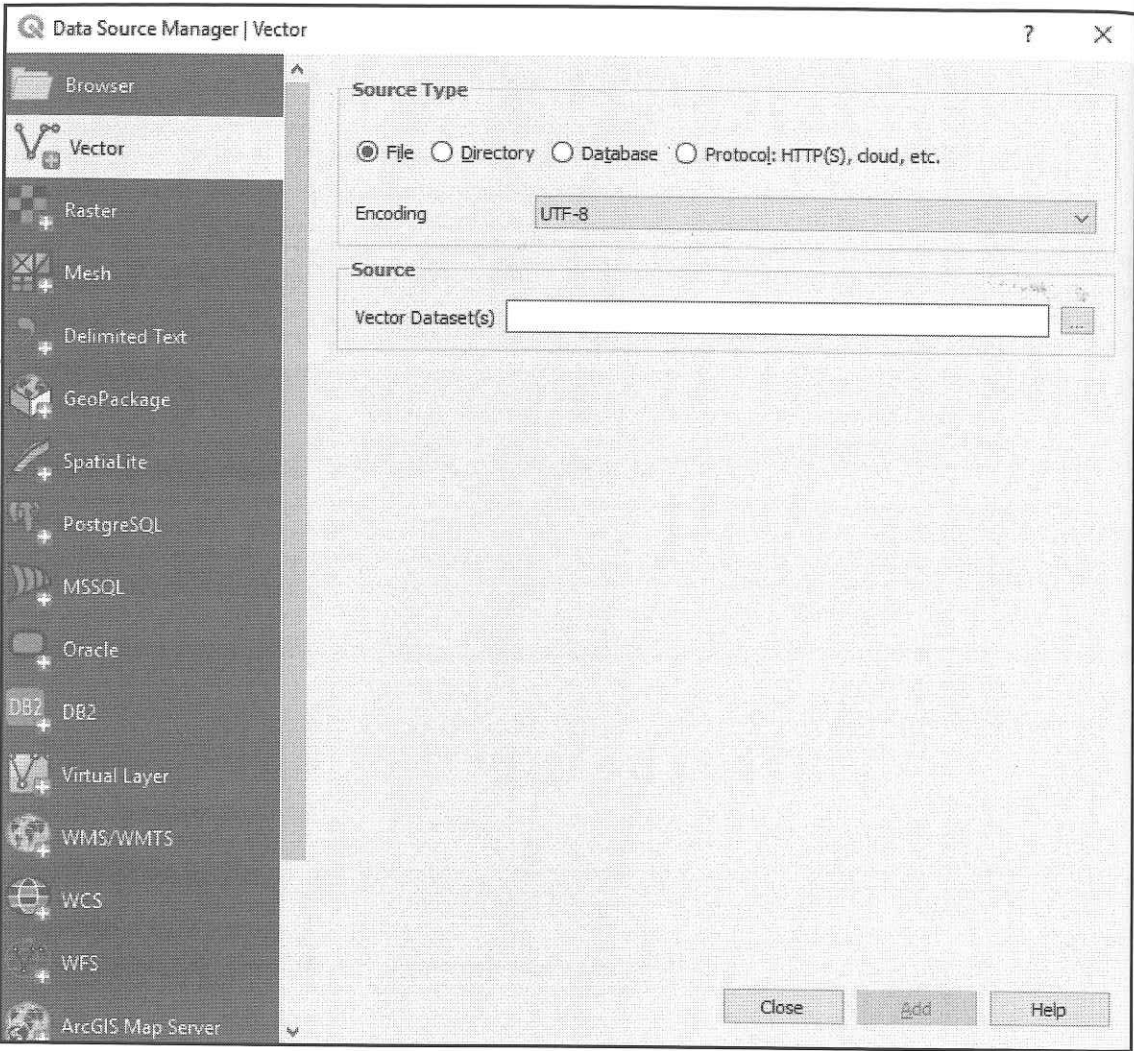 Data Source Manager | Vector
?
Browser
Vector
Raster
Mesh
Delimited Text
GeoPackage
SpatiaLite
PostgreSQL
MSSQL
Oracle
DB2
DB2
Virtual Layer
WMS/WMTS
WCS
WFS
ArcGIS Map Server
Source Type
File Directory Database Protocol: HTTP(S), cloud, etc.
Encoding UTF-8
Source
Vector Dataset(s) ...
Close Add Help